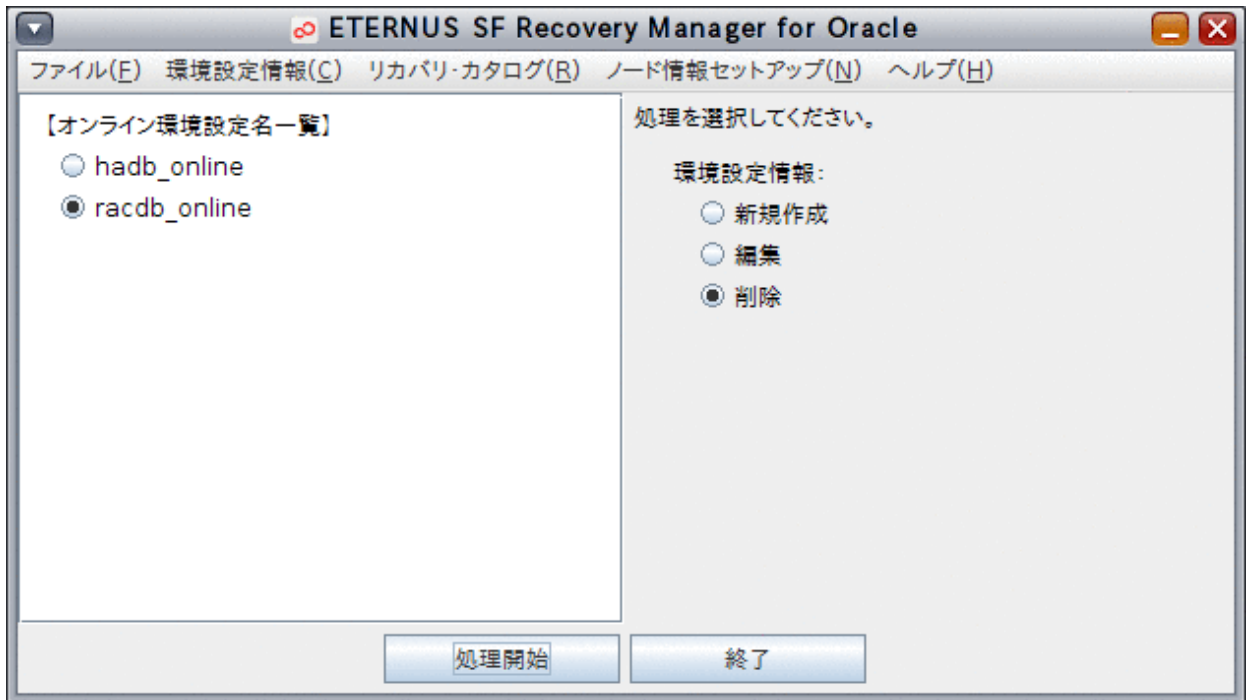 ETERNUS SF Recovery Manager for Oracle
ファイル(F) 環境設定情報(C) リカバリ・カタログ(R) ノード情報セットアップ(N) ヘルプ(H)
【オンライン環境設定名一覧】
hadb_online
racdb_online
処理を選択してください。
環境設定情報:
新規作成
編集
削除
処理開始 終了